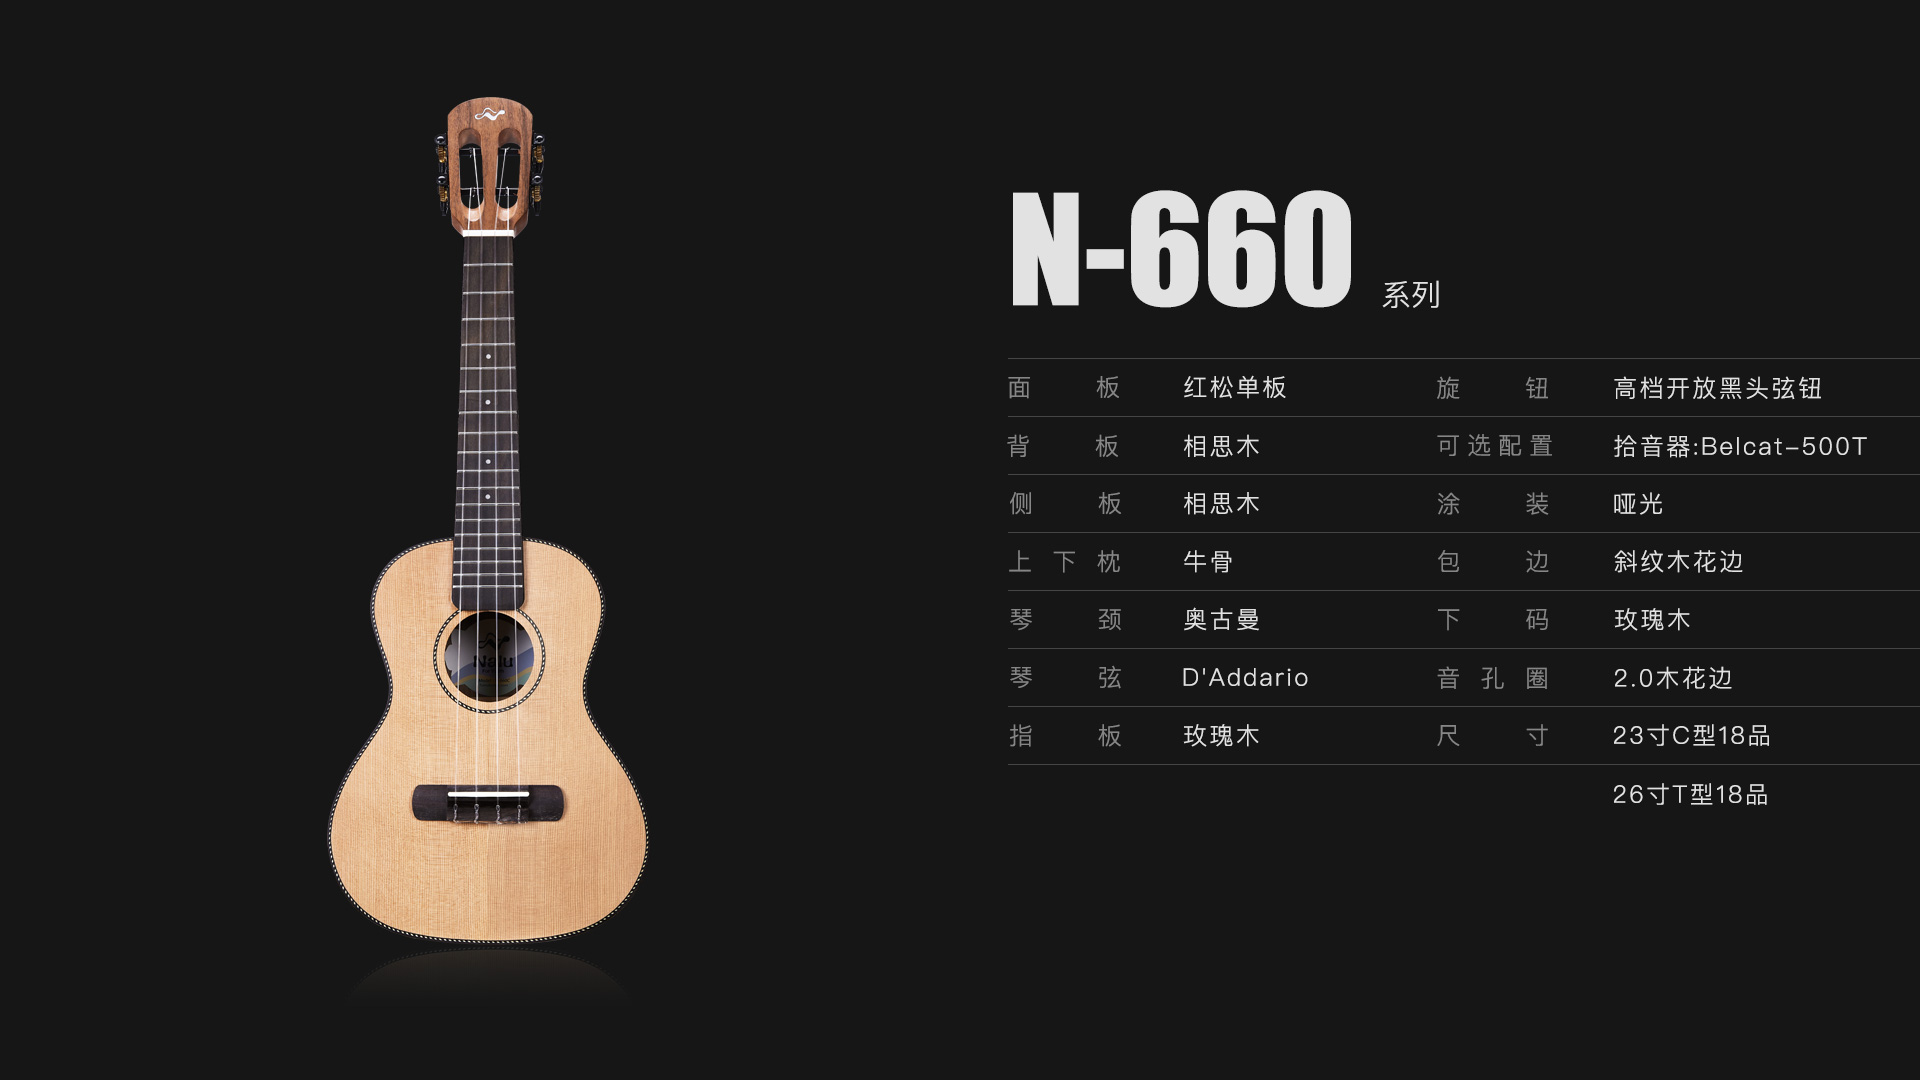 N-660 系列
面板 红松单板 旋钮 高档开放黑头弦钮
背板 相思木 可选配置 拾音器:Belcat-500T
侧板 相思木 涂装 哑光
上下枕 牛骨 包边 斜纹木花边
琴颈 奥古曼 下码 玫瑰木
琴弦 D'Addario 音孔圈 2.0木花边
指板 玫瑰木 尺寸 23寸C型18品
26寸T型18品
Nalu